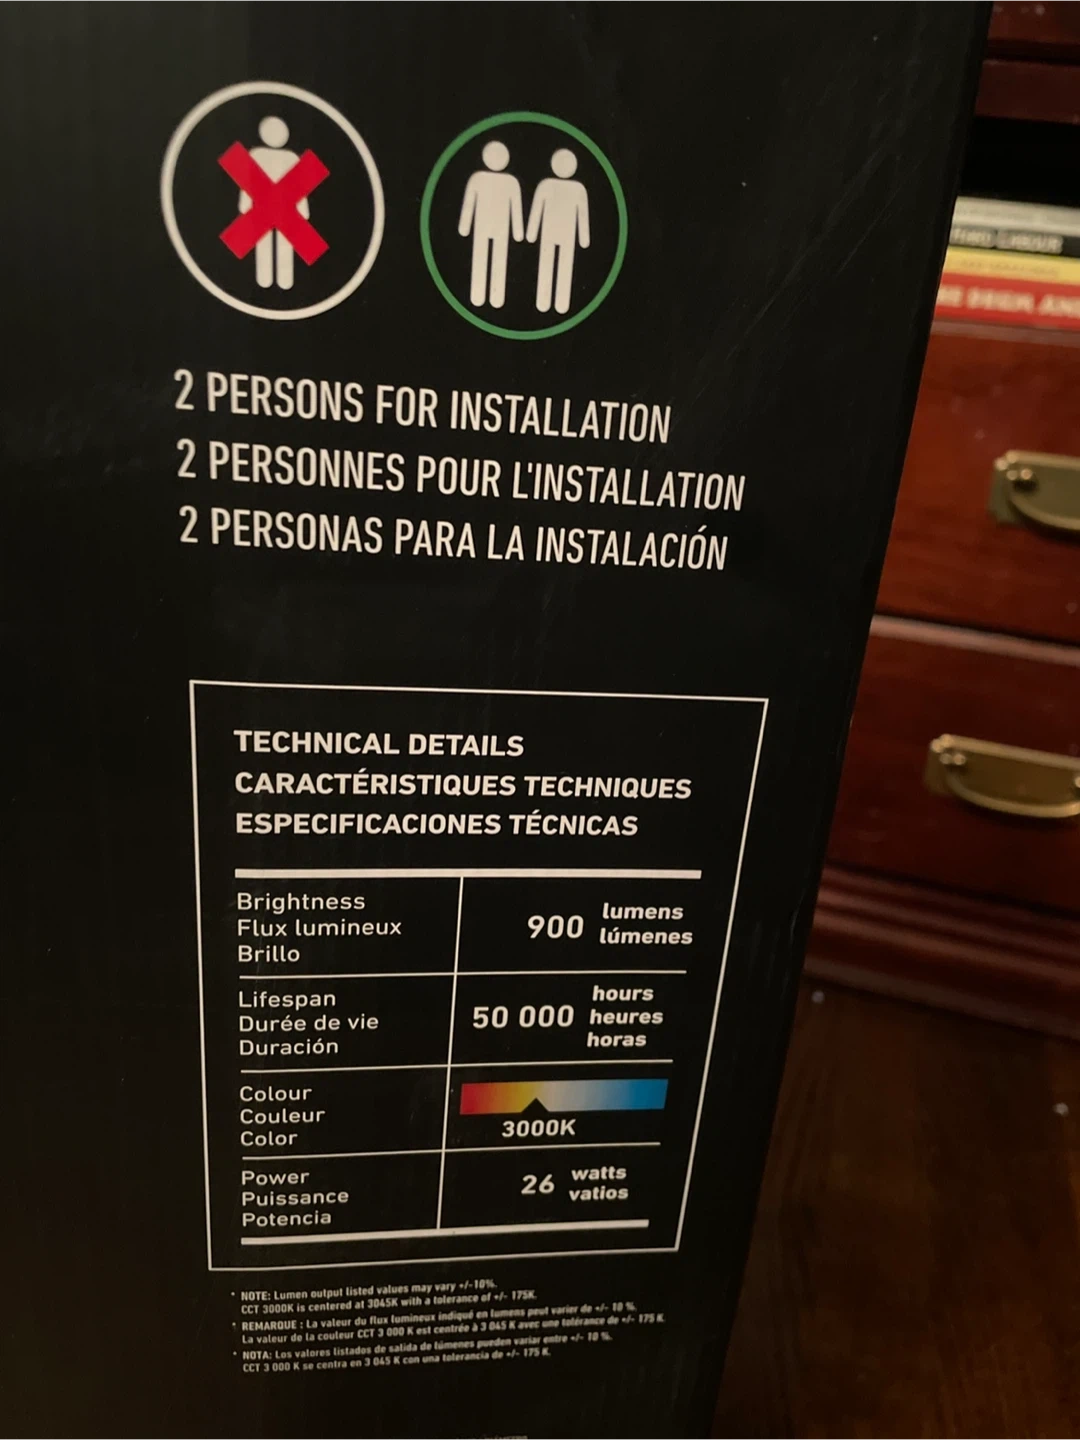 2 PERSONS FOR INSTALLATION
2 PERSONNES POUR L'INSTALLATION
2 PERSONAS PARA LA INSTALACIÓN
TECHNICAL DETAILS
CARACTÉRISTIQUES TECHNIQUES
ESPECIFICACIONES TÉCNICAS
Brightness
Flux lumineux
Brillo
900 lumens
lúmenes
Lifespan
Durée de vie
Duración
50 000 hours
heures
horas
Colour
Couleur
Color
3000K
Power
Puissance
Potencia
26 watts
vatios
* NOTE: Lumen output listed values may vary +/-10%.
CCT 3000K is centered at 3045K with a tolerance of +/- 175K.
* REMARQUE : La valeur du flux lumineux indiqué en lumens peut varier de +/- 10 %.
La valeur de la couleur CCT 3 000 K est centrée à 3 045 K avec une tolérance de +/- 175 K.
* NOTA: Los valores listados de salida de lúmenes pueden variar entre +/- 10 %.
CCT 3 000 K se centra en 3 045 K con una tolerancia de +/- 175 K.